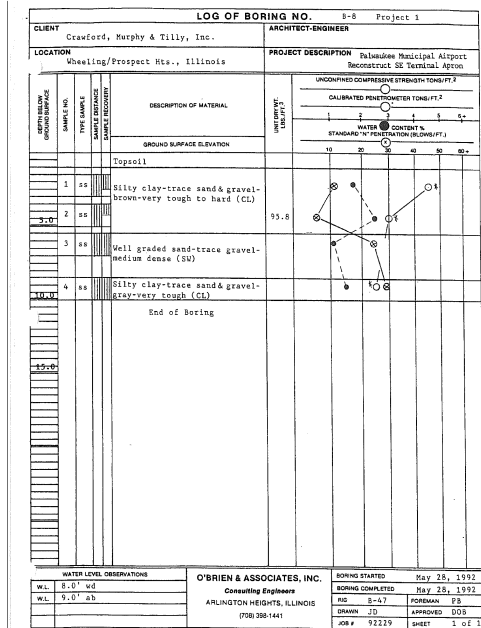 LOG OF BORING NO. B-8 Project 1
CLIENT
Crawford, Murphy & Tilly, Inc.
ARCHITECT-ENGINEER
LOCATION
Wheeling/Prospect Hts., Illinois
PROJECT DESCRIPTION Palwaukee Municipal Airport
Reconstruct SE Terminal Apron
DEPTH BELOW GROUND SURFACE
SAMPLE NO.
TYPE SAMPLE
SAMPLE DISTANCE
SAMPLE RECOVERY
DESCRIPTION OF MATERIAL
GROUND SURFACE ELEVATION
UNIT DRY WT. LBS./FT.3
UNCONFINED COMPRESSIVE STRENGTH TONS/FT.2
CALIBRATED PENETROMETER TONS/FT.2
1 2 3 4 5 6+
WATER CONTENT %
STANDARD "N" PENETRATION (BLOWS/FT.)
10 20 30 40 50 60+
Topsoil
1 ss Silty clay-trace sand & gravel-
brown-very tough to hard (CL)
5.0 2 ss 95.8
3 ss Well graded sand-trace gravel-
medium dense (SW)
10.0 4 ss Silty clay-trace sand & gravel-
gray-very tough (CL)
End of Boring
15.0
WATER LEVEL OBSERVATIONS
W.L. 8.0' wd
W.L. 9.0' ab
O'BRIEN & ASSOCIATES, INC.
Consulting Engineers
ARLINGTON HEIGHTS, ILLINOIS
(708) 398-1441
BORING STARTED May 28, 1992
BORING COMPLETED May 28, 1992
RIG B-47 FOREMAN PB
DRAWN JD APPROVED DOB
JOB # 92229 SHEET 1 of 1